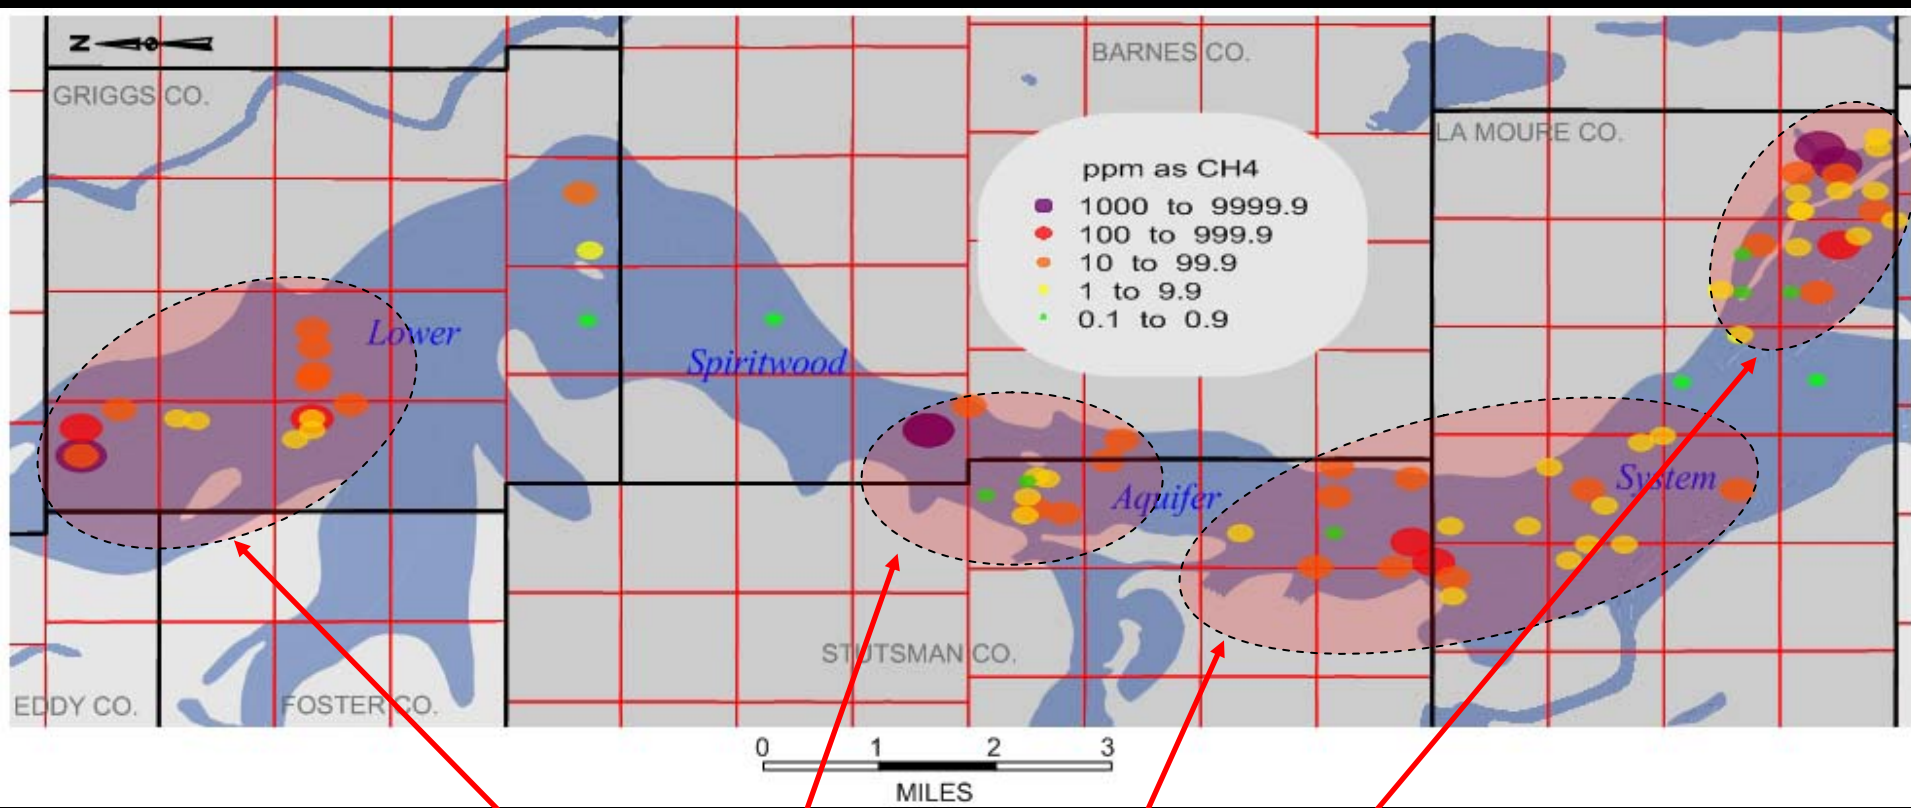 N
GRIGGS CO.
BARNES CO.
LA MOURE CO.
ppm as CH4
1000 to 9999.9
100 to 999.9
10 to 99.9
1 to 9.9
0.1 to 0.9
Lower
Spiritwood
Aquifer
System
STUTSMAN CO.
EDDY CO.
FOSTER CO.
0 1 2 3
MILES